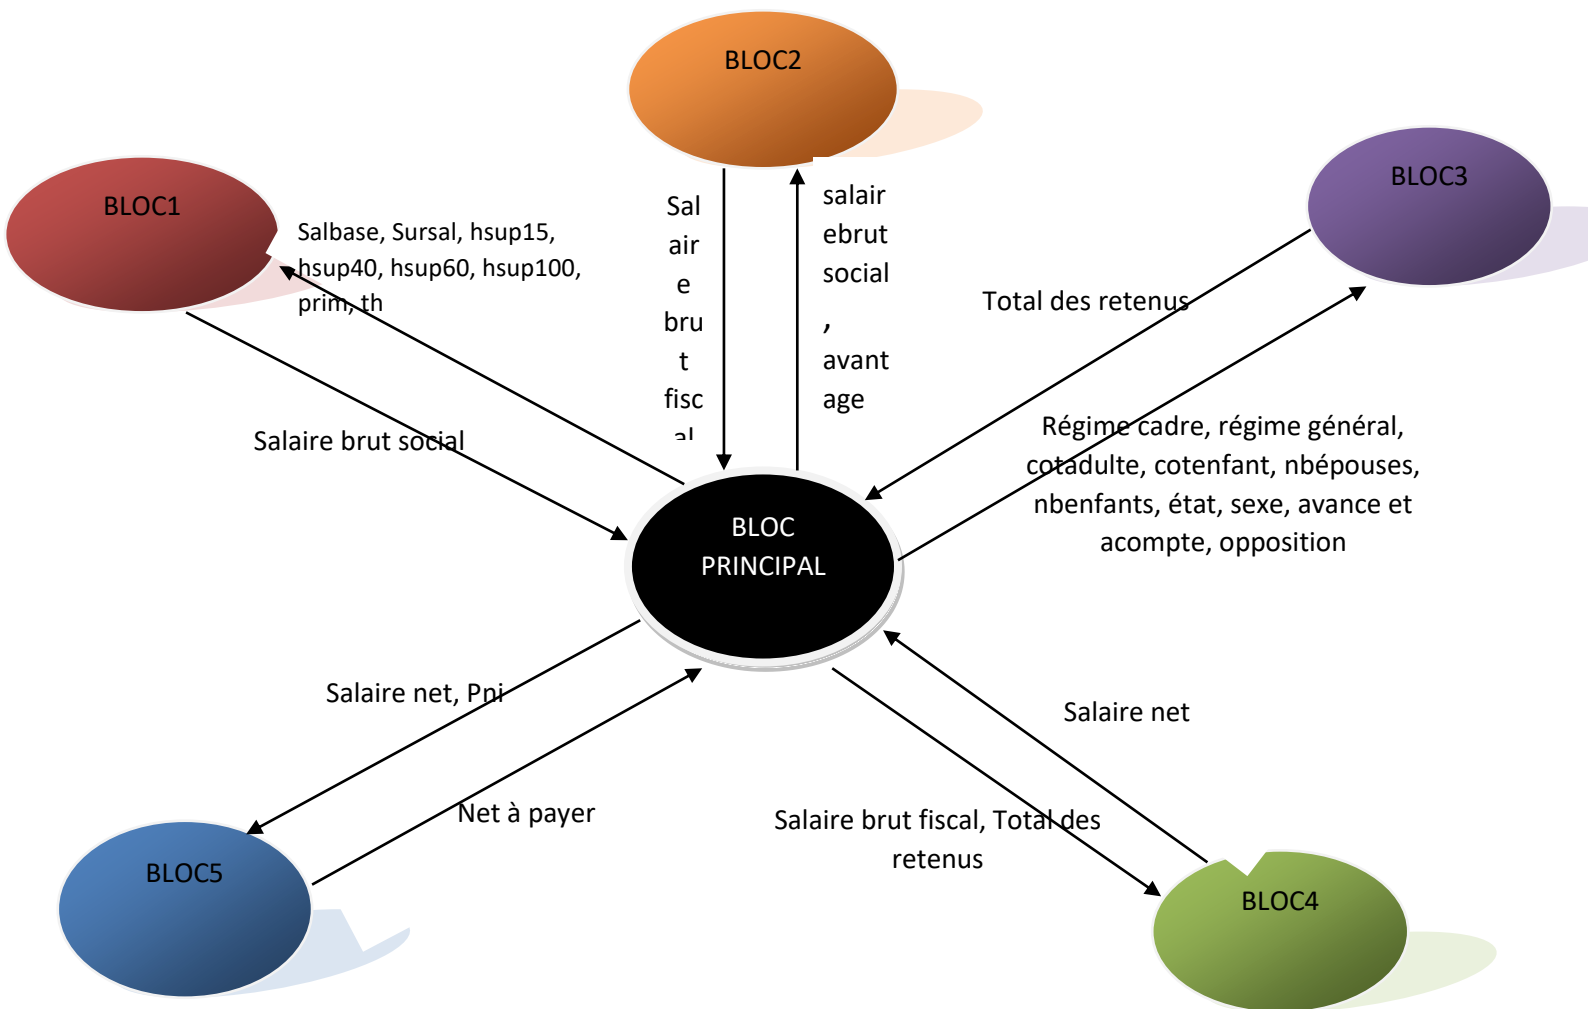 BLOC2
BLOC1
BLOC3
Salbase, Sursal, hsup15,
hsup40, hsup60, hsup100,
prim, th
Sal
air
e
bru
t
fisc
al
salair
ebrut
social
,
avant
age
Total des retenus
Salaire brut social
Régime cadre, régime général,
cotadulte, cotenfant, nbépouses,
nbenfants, état, sexe, avance et
acompte, opposition
BLOC
PRINCIPAL
Salaire net, Pni
Salaire net
Net à payer
Salaire brut fiscal, Total des
retenus
BLOC5
BLOC4